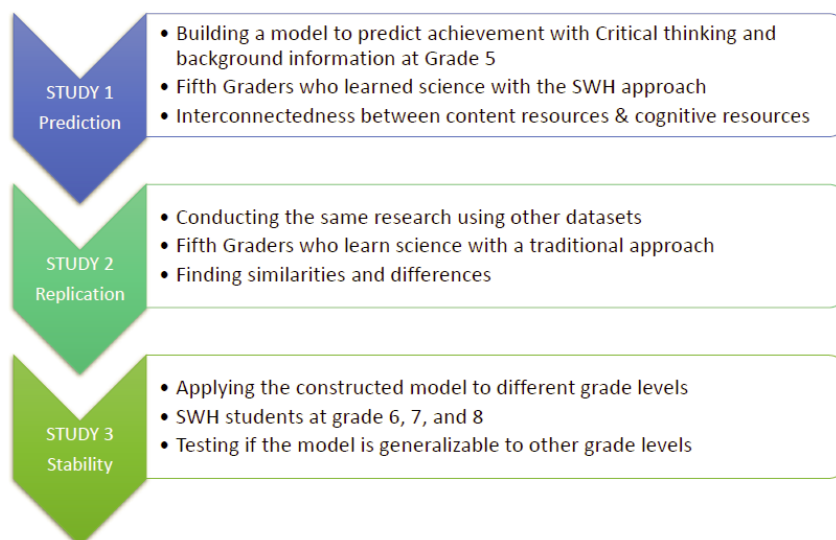 STUDY 1
Prediction
• Building a model to predict achievement with Critical thinking and
background information at Grade 5
• Fifth Graders who learned science with the SWH approach
• Interconnectedness between content resources & cognitive resources
STUDY 2
Replication
• Conducting the same research using other datasets
• Fifth Graders who learn science with a traditional approach
• Finding similarities and differences
STUDY 3
Stability
• Applying the constructed model to different grade levels
• SWH students at grade 6, 7, and 8
• Testing if the model is generalizable to other grade levels